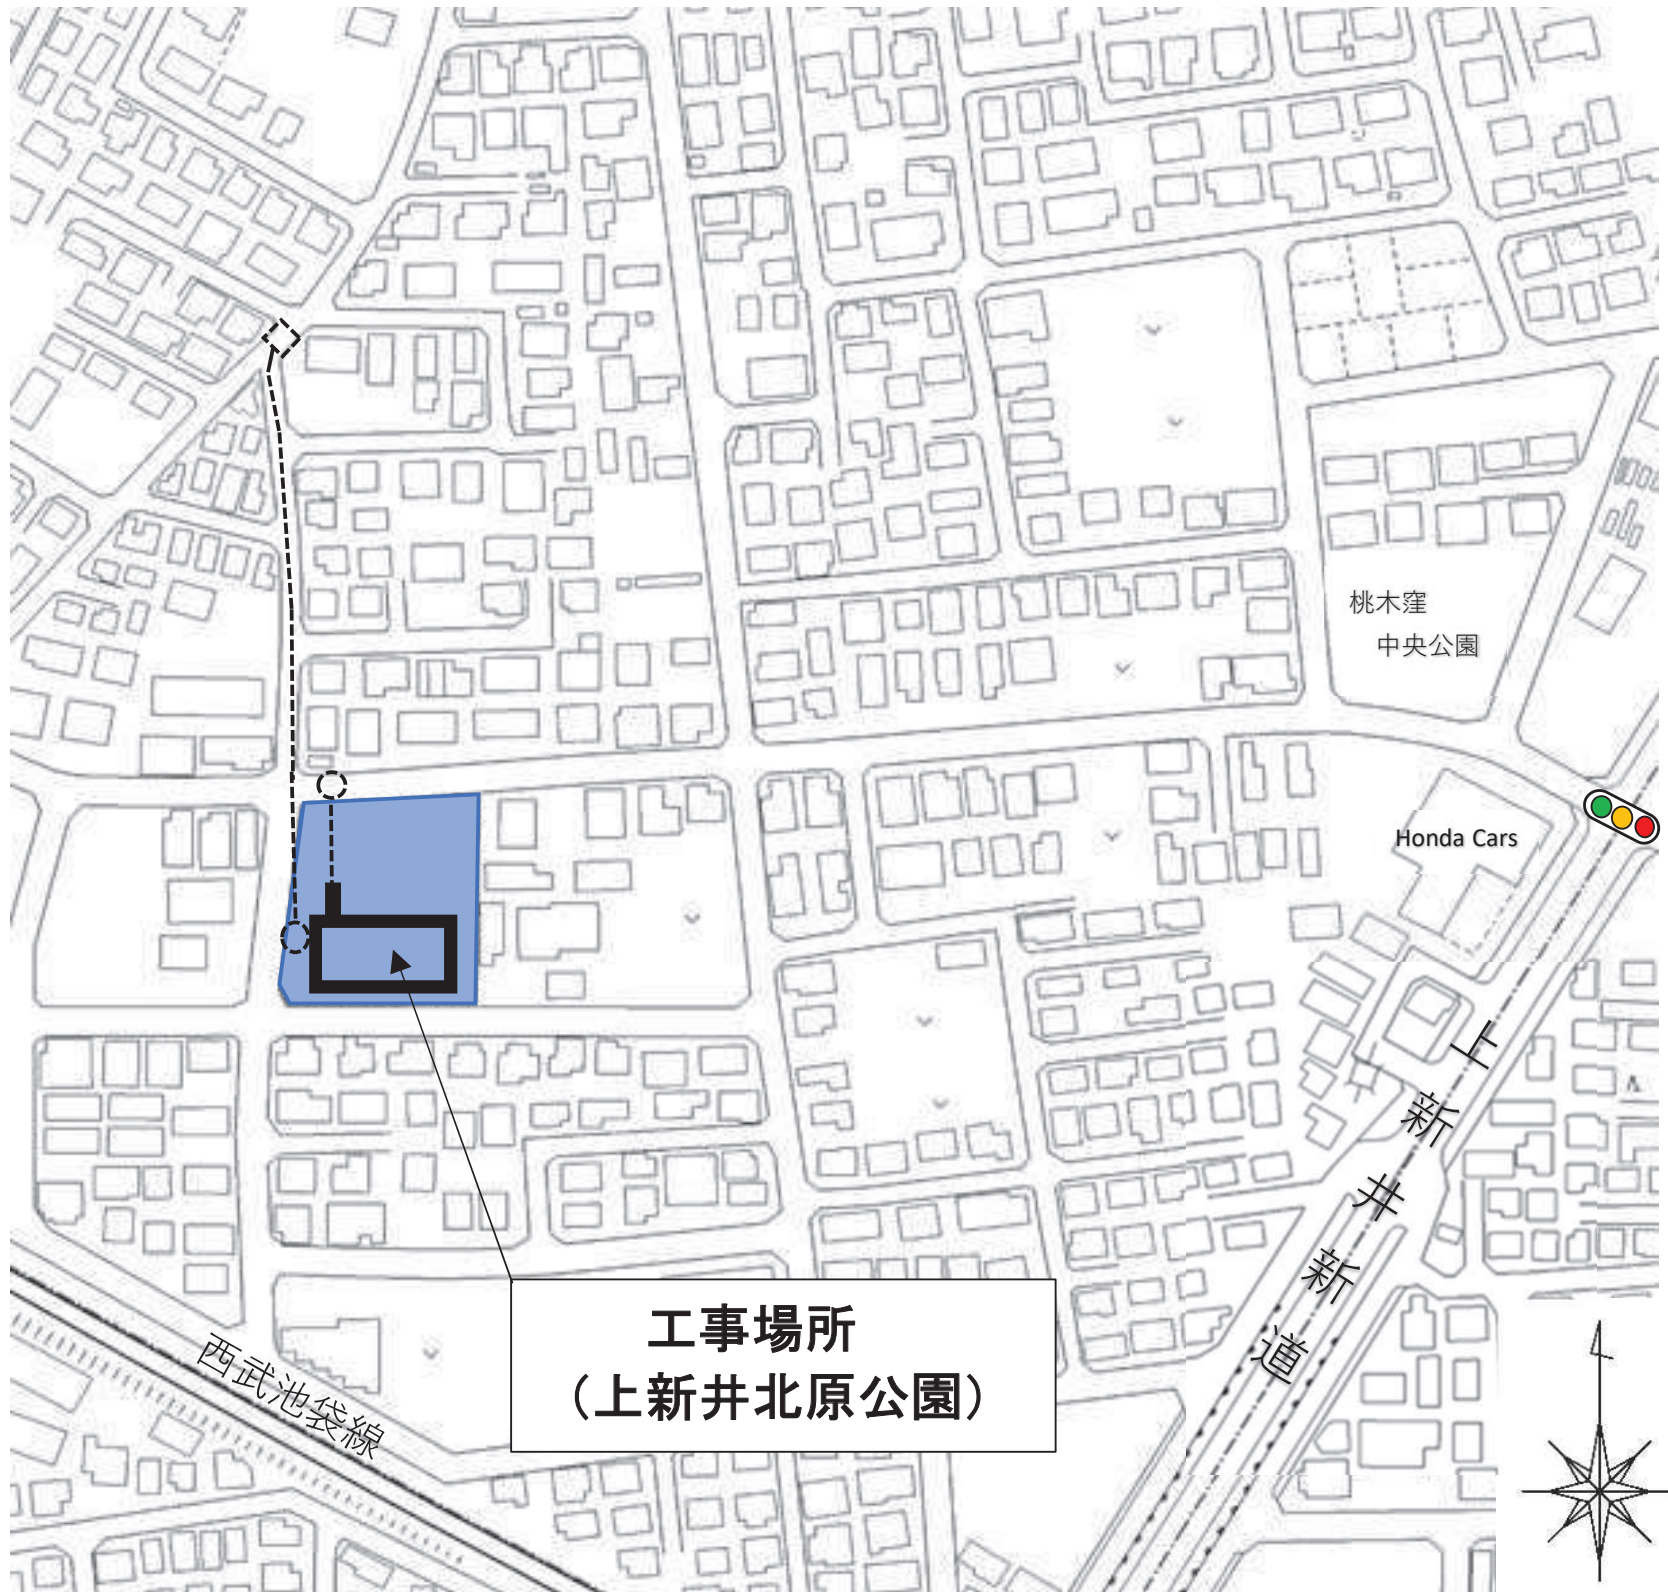 桃木窪
中央公園
Honda Cars
上新井新道
工事場所
（上新井北原公園）
西武池袋線